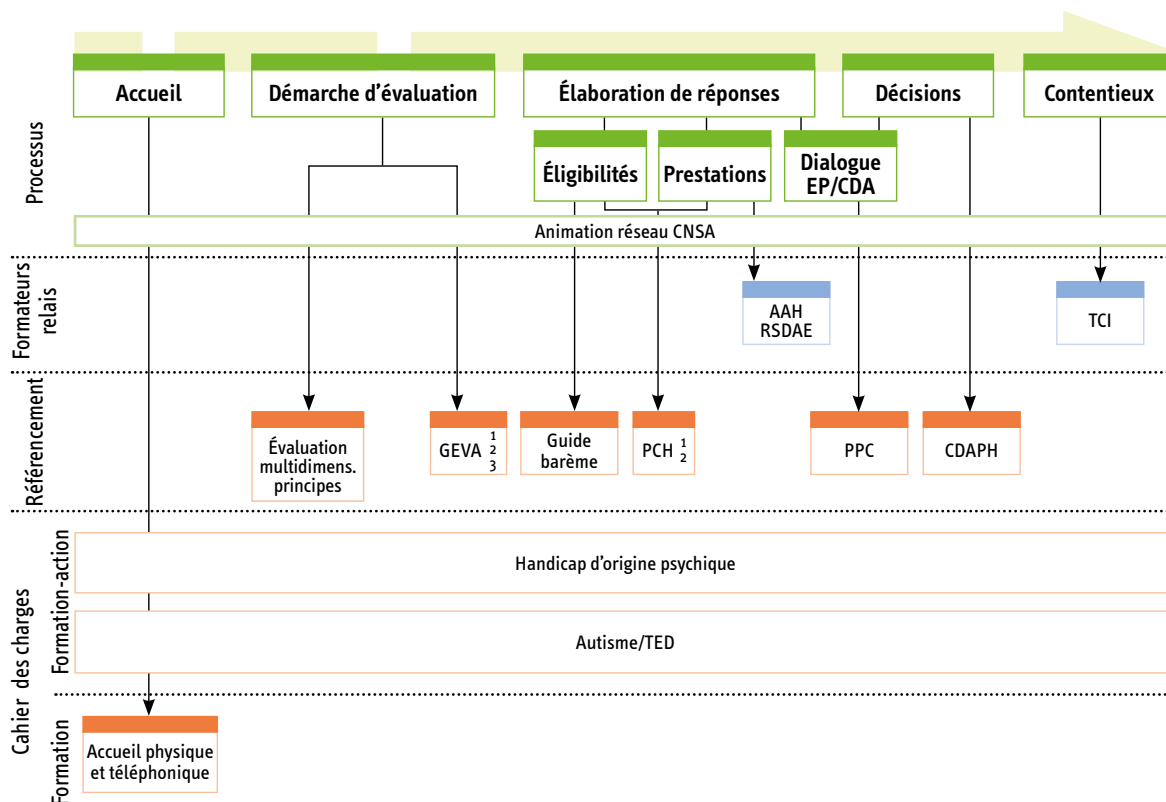 Accueil
Démarche d'évaluation
Élaboration de réponses
Décisions
Contentieux
Processus
Éligibilités
Prestations
Dialogue
EP/CDA
Animation réseau CNSA
Formateurs
relais
AAH
RSDAE
TCI
Référencement
Évaluation
multidimens.
principes
GEVA 1
2
3
Guide
barème
PCH 1
2
PPC
CDAPH
Cahier des charges
Formation-action
Handicap d'origine psychique
Autisme/TED
Formation
Accueil physique
et téléphonique